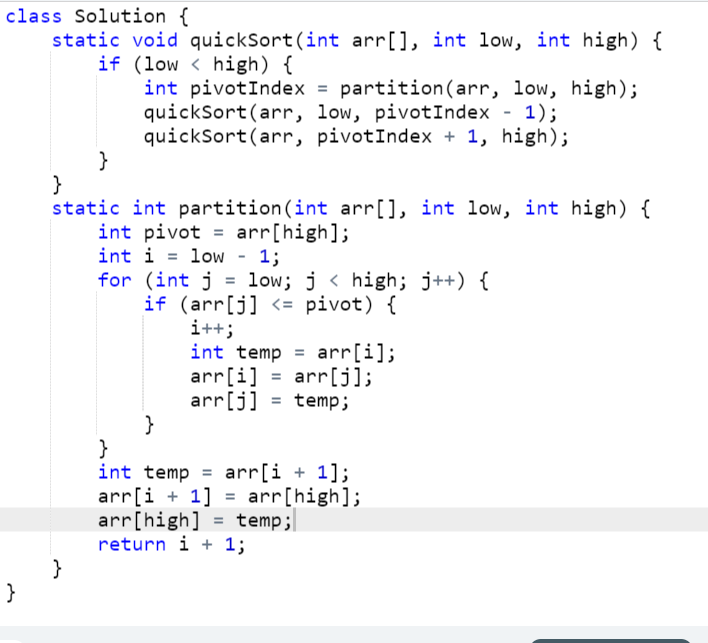 class Solution {
    static void quickSort(int arr[], int low, int high) {
        if (low < high) {
            int pivotIndex = partition(arr, low, high);
            quickSort(arr, low, pivotIndex - 1);
            quickSort(arr, pivotIndex + 1, high);
        }
    }
    static int partition(int arr[], int low, int high) {
        int pivot = arr[high];
        int i = low - 1;
        for (int j = low; j < high; j++) {
            if (arr[j] <= pivot) {
                i++;
                int temp = arr[i];
                arr[i] = arr[j];
                arr[j] = temp;
            }
        }
        int temp = arr[i + 1];
        arr[i + 1] = arr[high];
        arr[high] = temp;
        return i + 1;
    }
}